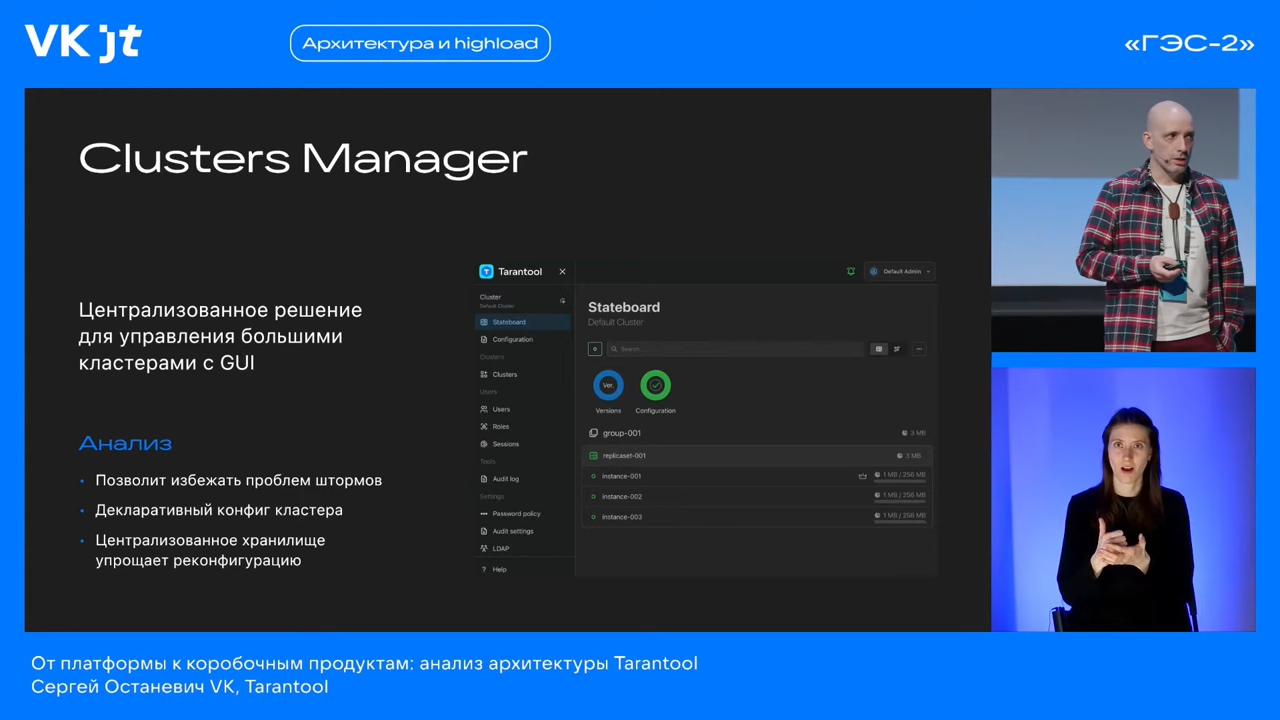 VK jt
Архитектура и highload
«ГЭС-2»
Clusters Manager
Централизованное решение
для управления большими
кластерами с GUI
Анализ
• Позволит избежать проблем штормов
• Декларативный конфиг кластера
• Централизованное хранилище
упрощает реконфигурацию
Tarantool
Default Admin
Cluster
Default Cluster
Stateboard
Configuration
Clusters
Clusters
Users
Users
Roles
Sessions
Tools
Audit log
Settings
Password policy
Audit settings
LDAP
Help
Stateboard
Default Cluster
Search...
Ver.
Versions
Configuration
group-001
3 MB
replicaset-001
3 MB
instance-001
1 MB / 256 MB
instance-002
1 MB / 256 MB
instance-003
1 MB / 256 MB
От платформы к коробочным продуктам: анализ архитектуры Tarantool
Сергей Останевич VK, Tarantool